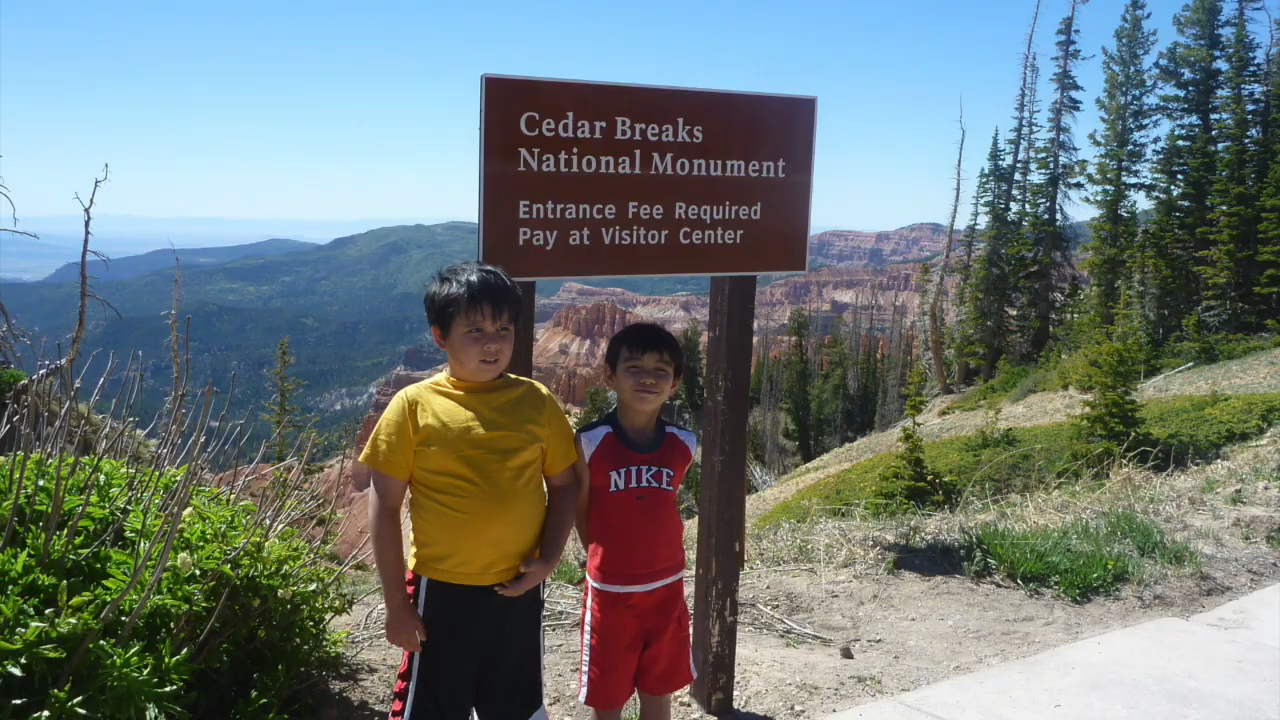 Cedar Breaks
National Monument
Entrance Fee Required
Pay at Visitor Center
NIKE